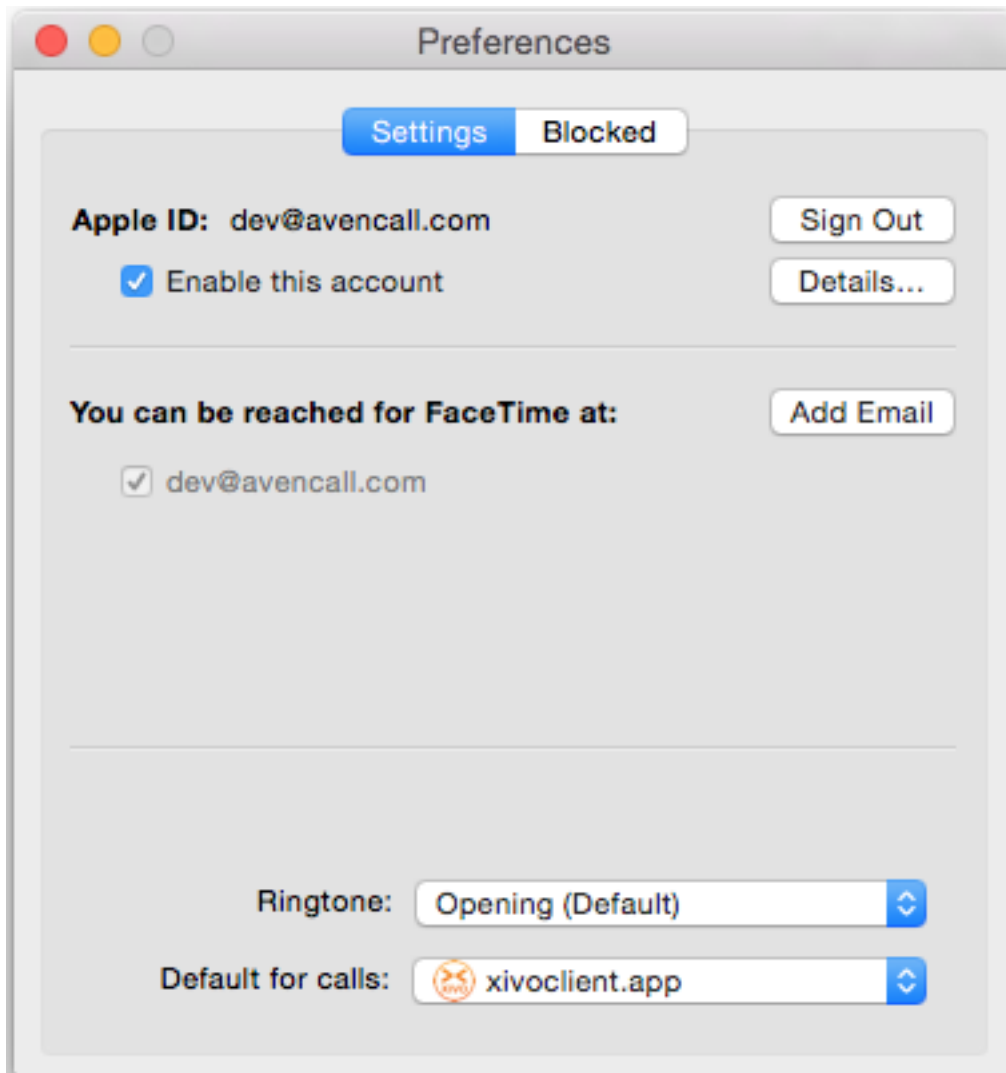 Preferences
Settings Blocked
Apple ID: dev@avencall.com Sign Out
Enable this account Details...
You can be reached for FaceTime at: Add Email
dev@avencall.com
Ringtone: Opening (Default)
Default for calls: XIVO xivoclient.app